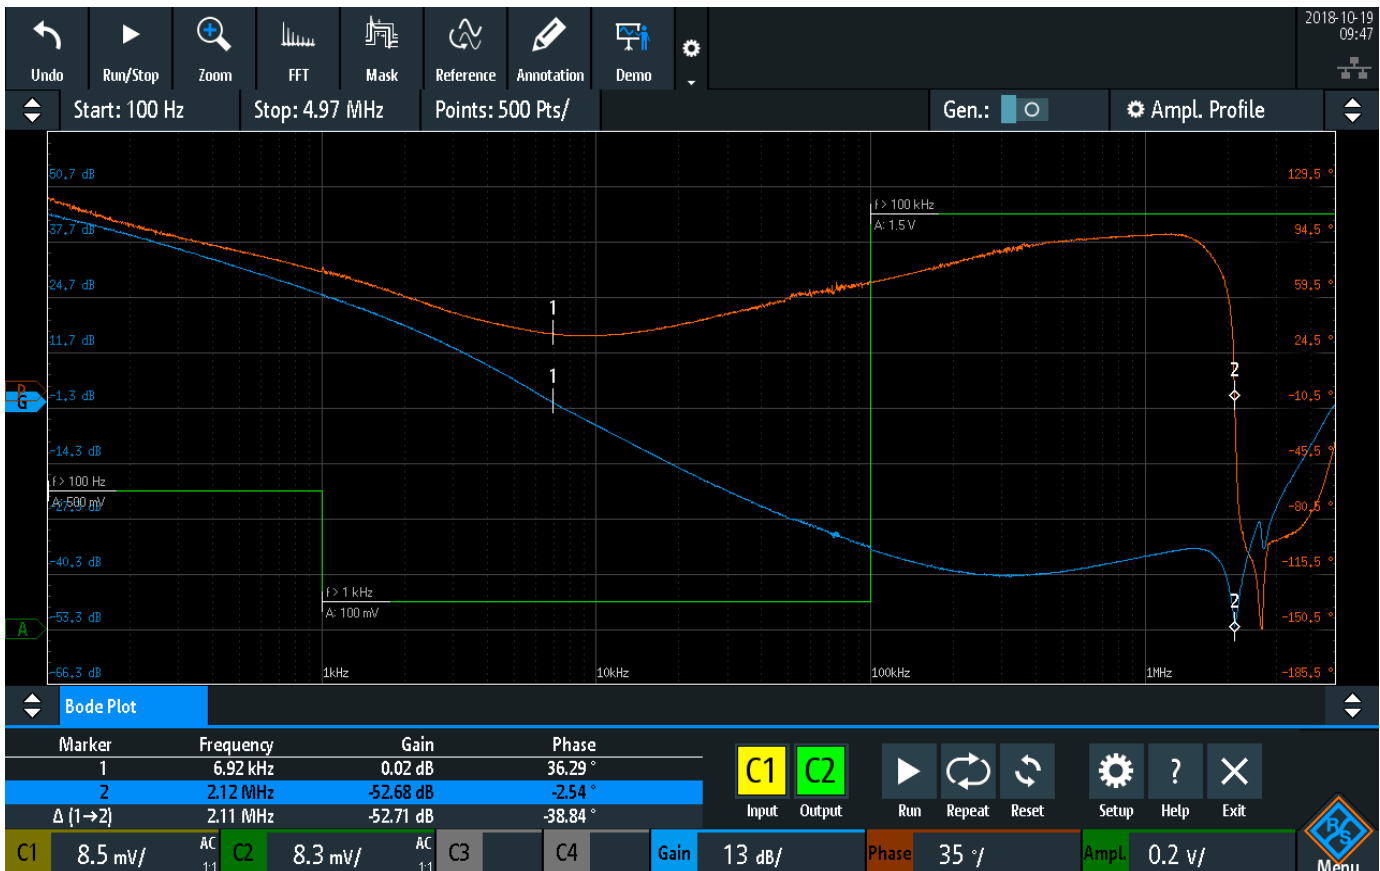 2018-10-19
09:47
Undo Run/Stop Zoom FFT Mask Reference Annotation Demo
Start: 100 Hz Stop: 4.97 MHz Points: 500 Pts/ Gen.: Ampl. Profile
50.7 dB 129.5 °
f > 100 kHz
A: 1.5 V
37.7 dB 94.5 °
24.7 dB 59.5 °
1
11.7 dB 24.5 °
1 2
P
G -1.3 dB -10.5 °
-14.3 dB -45.5 °
f > 100 Hz
A: 500 mV
-27.3 dB -80.5 °
-40.3 dB -115.5 °
f > 1 kHz
2
A: 100 mV
A -53.3 dB -150.5 °
-66.3 dB 1kHz 10kHz 100kHz 1MHz -185.5 °
Bode Plot
Marker Frequency Gain Phase
1 6.92 kHz 0.02 dB 36.29 °
2 2.12 MHz -52.68 dB -2.54 °
Δ (1→2) 2.11 MHz -52.71 dB -38.84 °
C1 C2
Input Output Run Repeat Reset Setup ? Help Exit
C1 8.5 mV/ AC 1:1 C2 8.3 mV/ AC 1:1 C3 C4 Gain 13 dB/ Phase 35 °/ Ampl. 0.2 V/
R&S
Menu